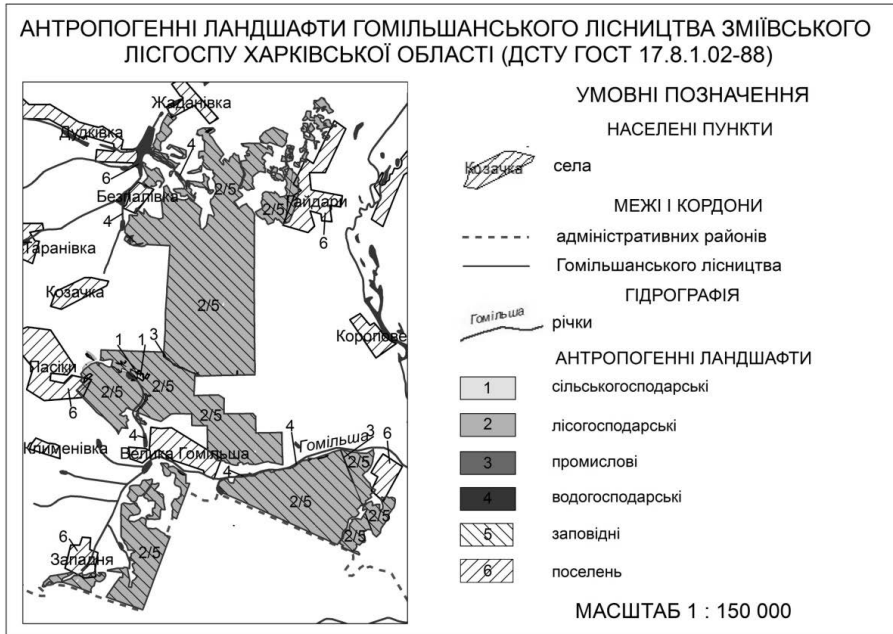 АНТРОПОГЕННІ ЛАНДШАФТИ ГОМІЛЬШАНСЬКОГО ЛІСНИЦТВА ЗМІЇВСЬКОГО
ЛІСГОСПУ ХАРКІВСЬКОЇ ОБЛАСТІ (ДСТУ ГОСТ 17.8.1.02-88)
Жаданівка
Дудківка
4
6
2/5
Безпалівка
2/5
Гайдари
4
6
Таранівка
Козачка
2/5
Коропове
1
1
3
Пасіки
2/5
2/5
6
2/5
4
4
Гомільша
3
6
Клименівка
Велика Гомільша
4
2/5
2/5
2/5
2/5
6
Западня
2/5
УМОВНІ ПОЗНАЧЕННЯ
НАСЕЛЕНІ ПУНКТИ
Козачка
села
МЕЖІ І КОРДОНИ
адміністративних районів
Гомільшанського лісництва
ГІДРОГРАФІЯ
Гомільша
річки
АНТРОПОГЕННІ ЛАНДШАФТИ
1 сільськогосподарські
2 лісогосподарські
3 промислові
4 водогосподарські
5 заповідні
6 поселень
МАСШТАБ 1 : 150 000